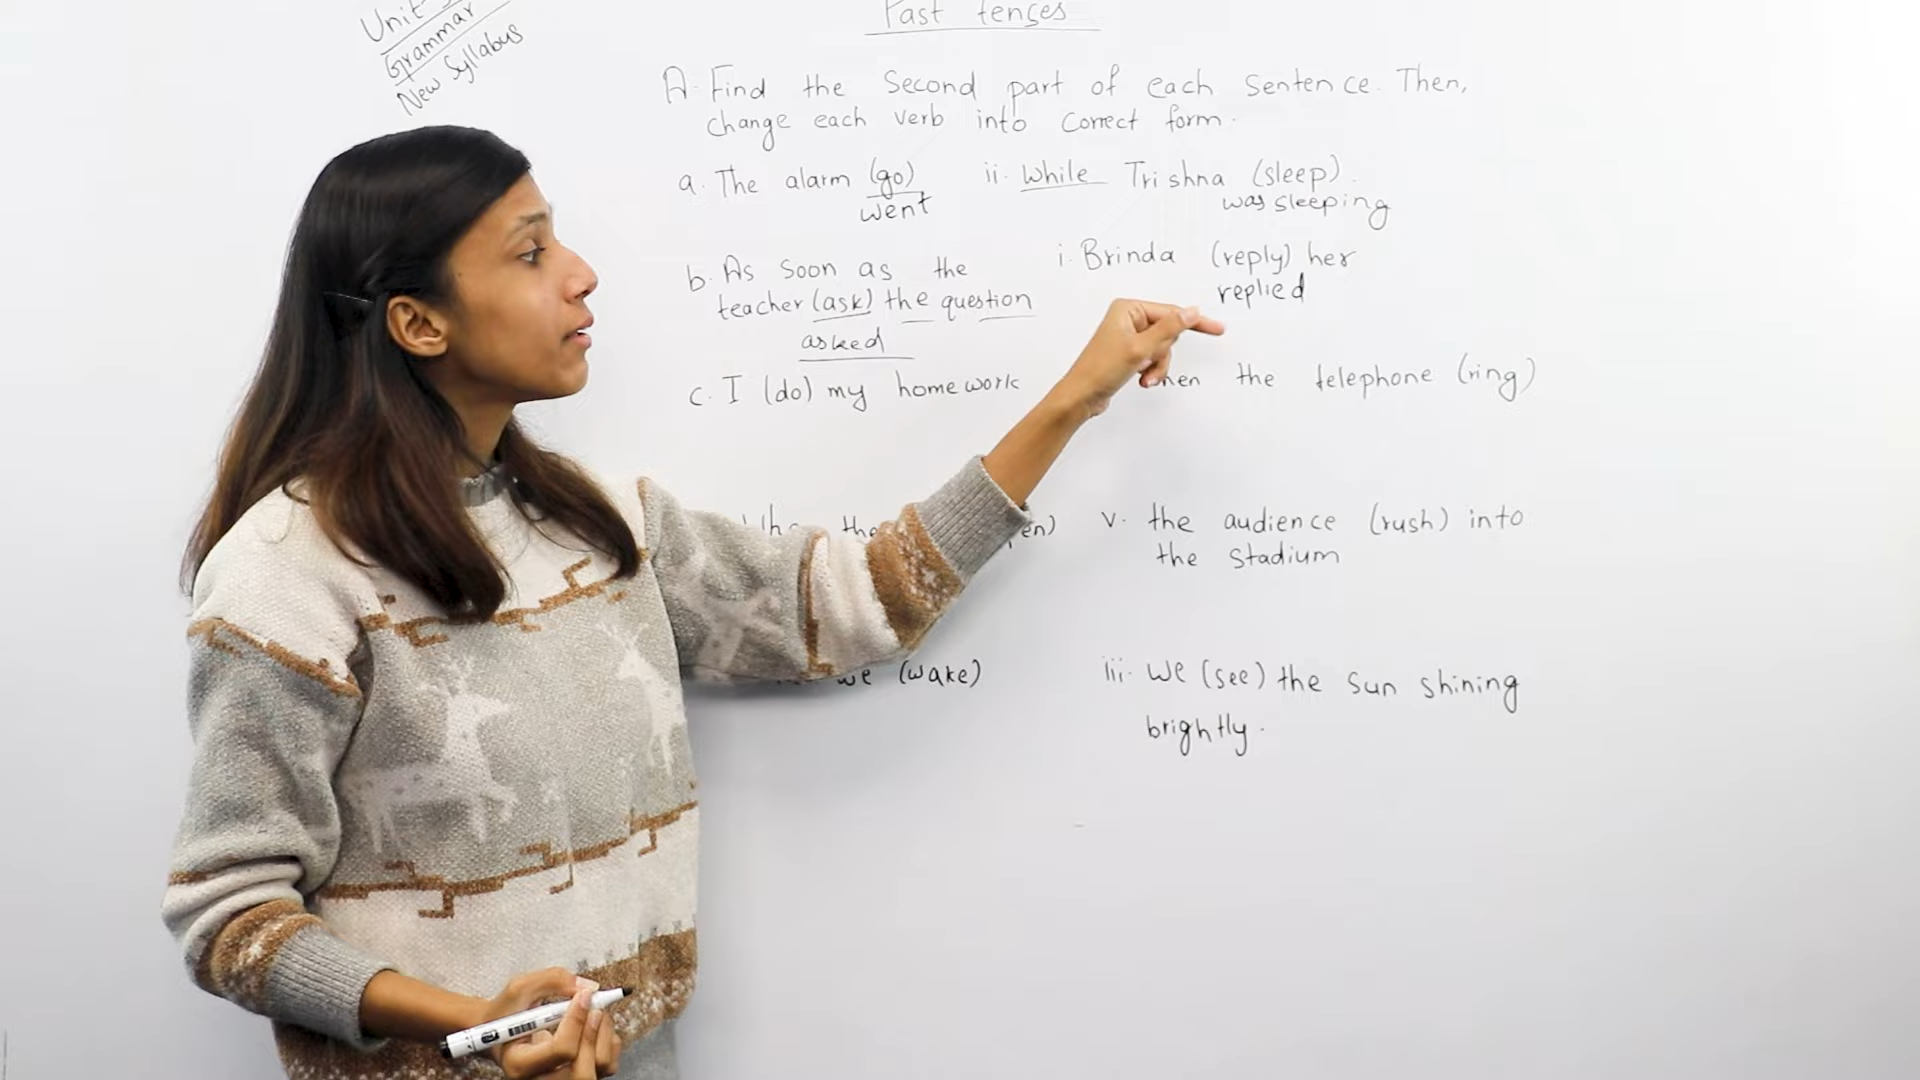 Unit
Grammar
New Syllabus
Past tenses
A. Find the second part of each sentence. Then,
change each verb into correct form.
a. The alarm (go)
went
ii. While Trishna (sleep).
was sleeping
b. As soon as the
teacher (ask) the question
asked
i. Brinda (reply) her
replied
c. I (do) my homework
the telephone (ring)
v. the audience (rush) into
the stadium
we (wake)
iii. We (see) the sun shining
brightly.